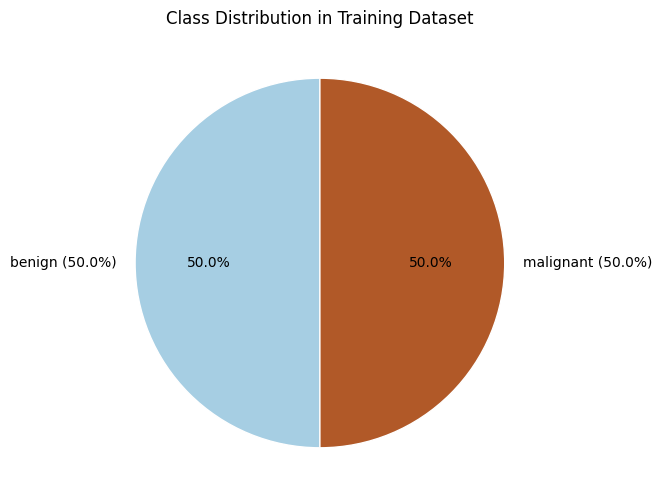 Class Distribution in Training Dataset
benign (50.0%)
50.0%
50.0%
malignant (50.0%)